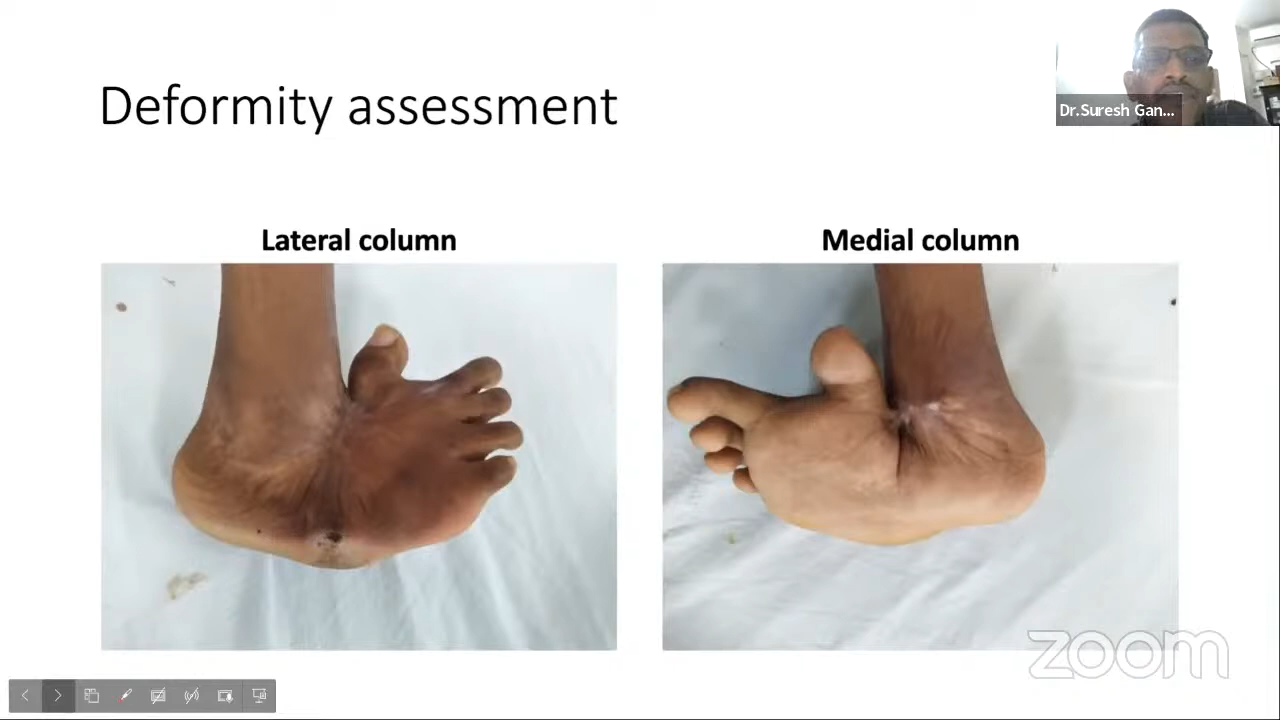 Deformity assessment
Dr.Suresh Gan...
Lateral column
Medial column
zoom